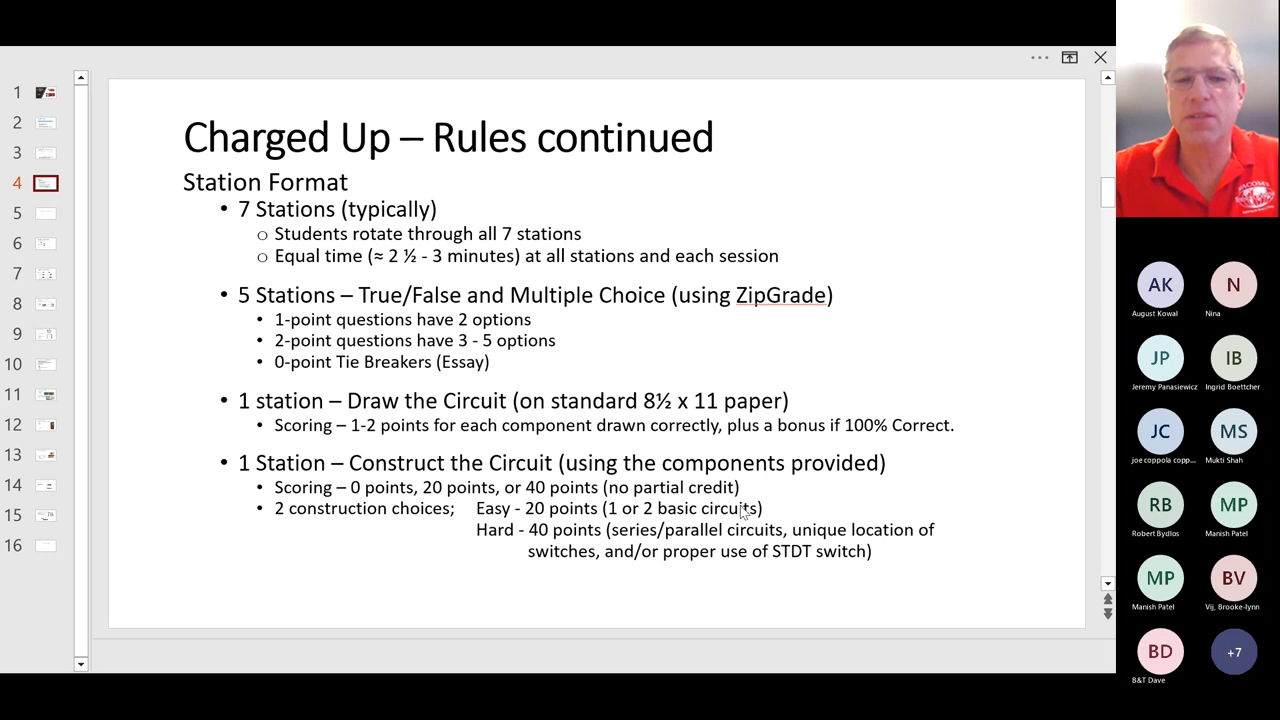 Charged Up – Rules continued
Station Format
• 7 Stations (typically)
o Students rotate through all 7 stations
o Equal time (≈ 2 ½ - 3 minutes) at all stations and each session
• 5 Stations – True/False and Multiple Choice (using ZipGrade)
• 1-point questions have 2 options
• 2-point questions have 3 - 5 options
• 0-point Tie Breakers (Essay)
• 1 station – Draw the Circuit (on standard 8½ x 11 paper)
• Scoring – 1-2 points for each component drawn correctly, plus a bonus if 100% Correct.
• 1 Station – Construct the Circuit (using the components provided)
• Scoring – 0 points, 20 points, or 40 points (no partial credit)
• 2 construction choices; Easy - 20 points (1 or 2 basic circuits)
Hard - 40 points (series/parallel circuits, unique location of
switches, and/or proper use of STDT switch)
1
2
3
4
5
6
7
8
9
10
11
12
13
14
15
16
AK
August Kowal
N
Nina
JP
Jeremy Panasiewicz
IB
Ingrid Boettcher
JC
joe coppola copp...
MS
Mukti Shah
RB
Robert Bydlos
MP
Manish Patel
MP
Manish Patel
BV
Vij, Brooke-lynn
BD
B&T Dave
+7